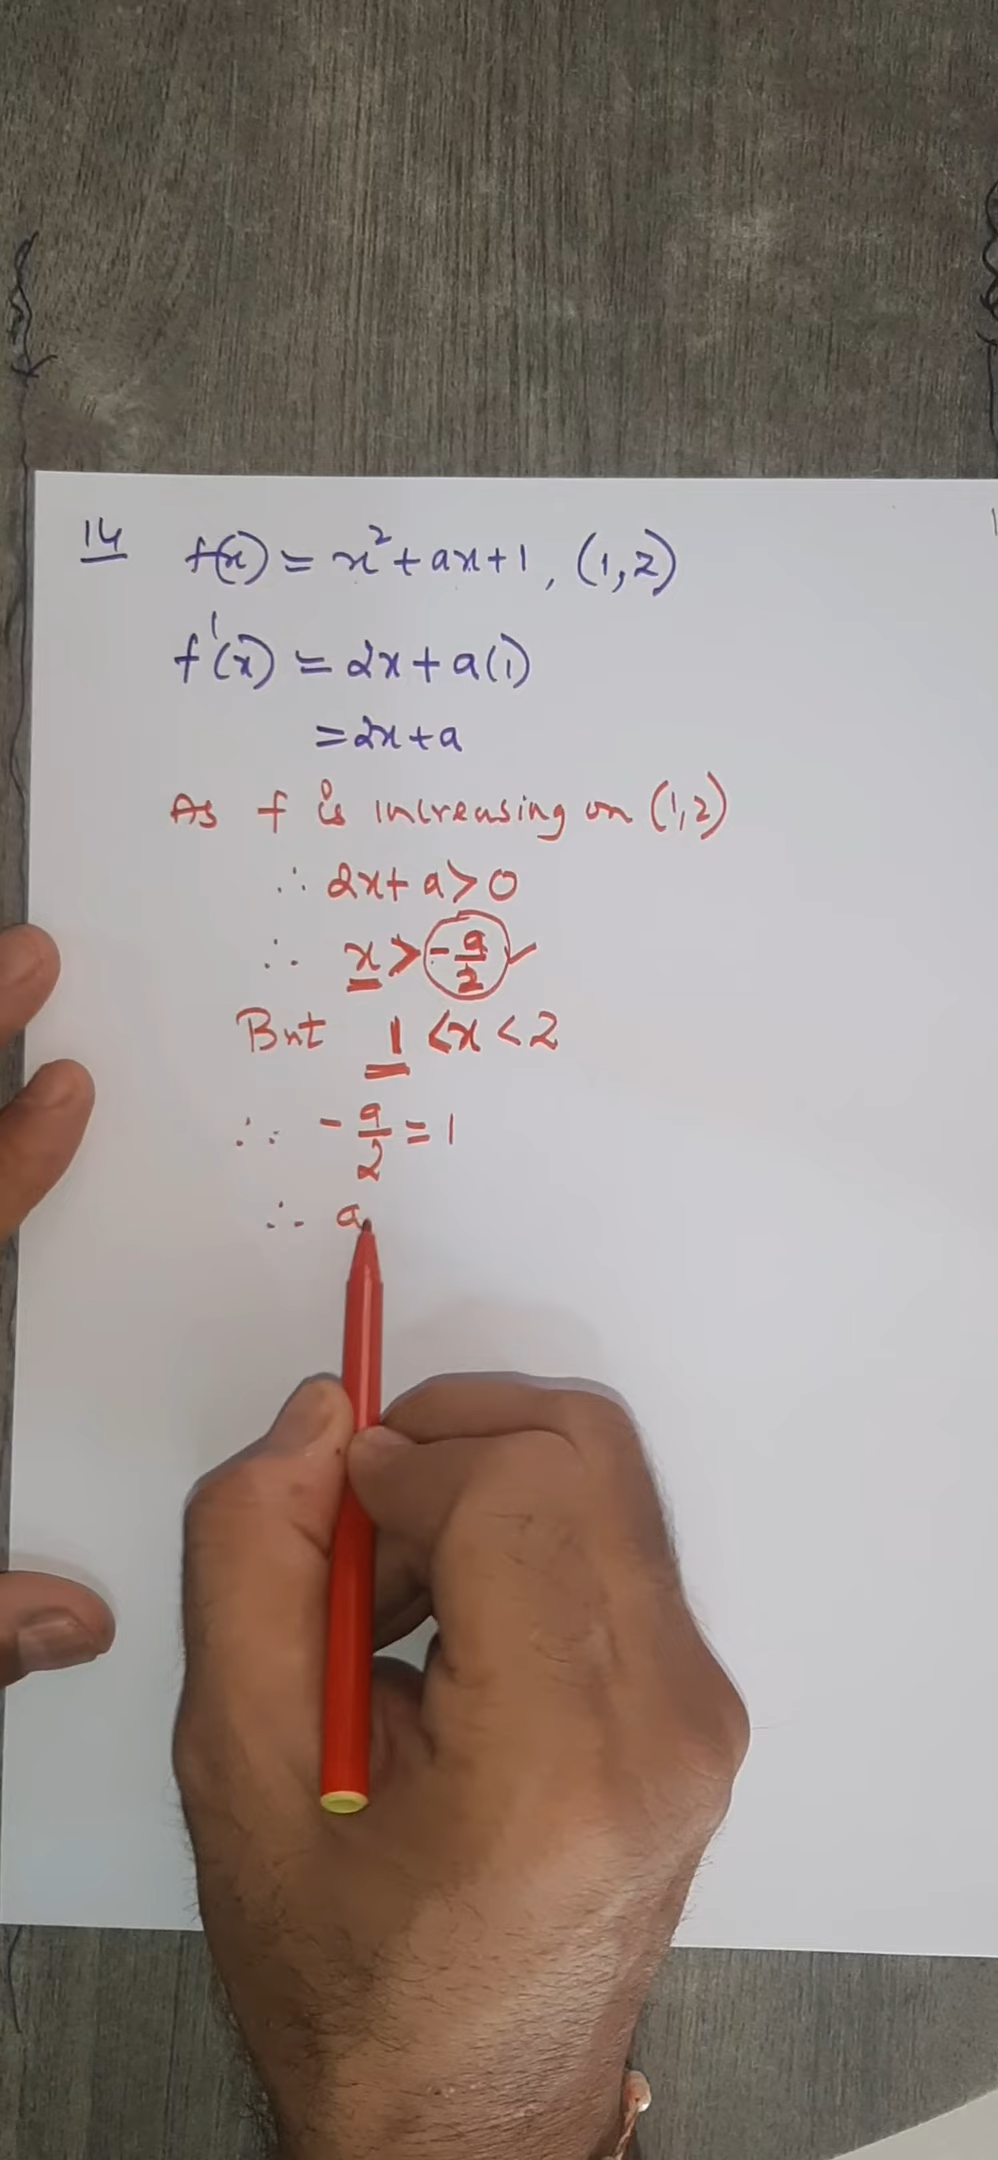 14 f(x) = x² + ax + 1, (1,2)
f'(x) = 2x + a(1)
= 2x + a
As f is increasing on (1,2)
∴ 2x + a > 0
∴ x > -a/2 ✓
But 1 < x < 2
∴ -a/2 = 1
∴ a